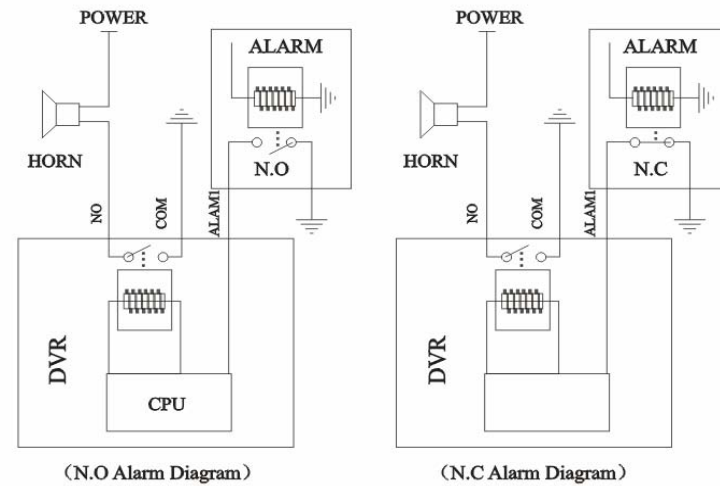 POWER
ALARM
HORN
N.O
NO
COM
ALAM1
DVR
CPU
（N.O Alarm Diagram）
POWER
ALARM
HORN
N.C
NO
COM
ALAM1
DVR
（N.C Alarm Diagram）